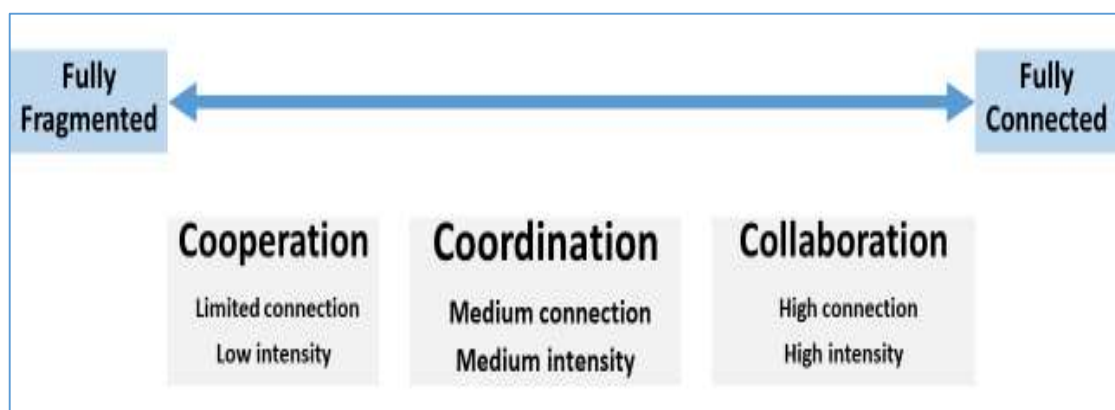 Fully
Fragmented
Fully
Connected
Cooperation
Limited connection
Low intensity
Coordination
Medium connection
Medium intensity
Collaboration
High connection
High intensity